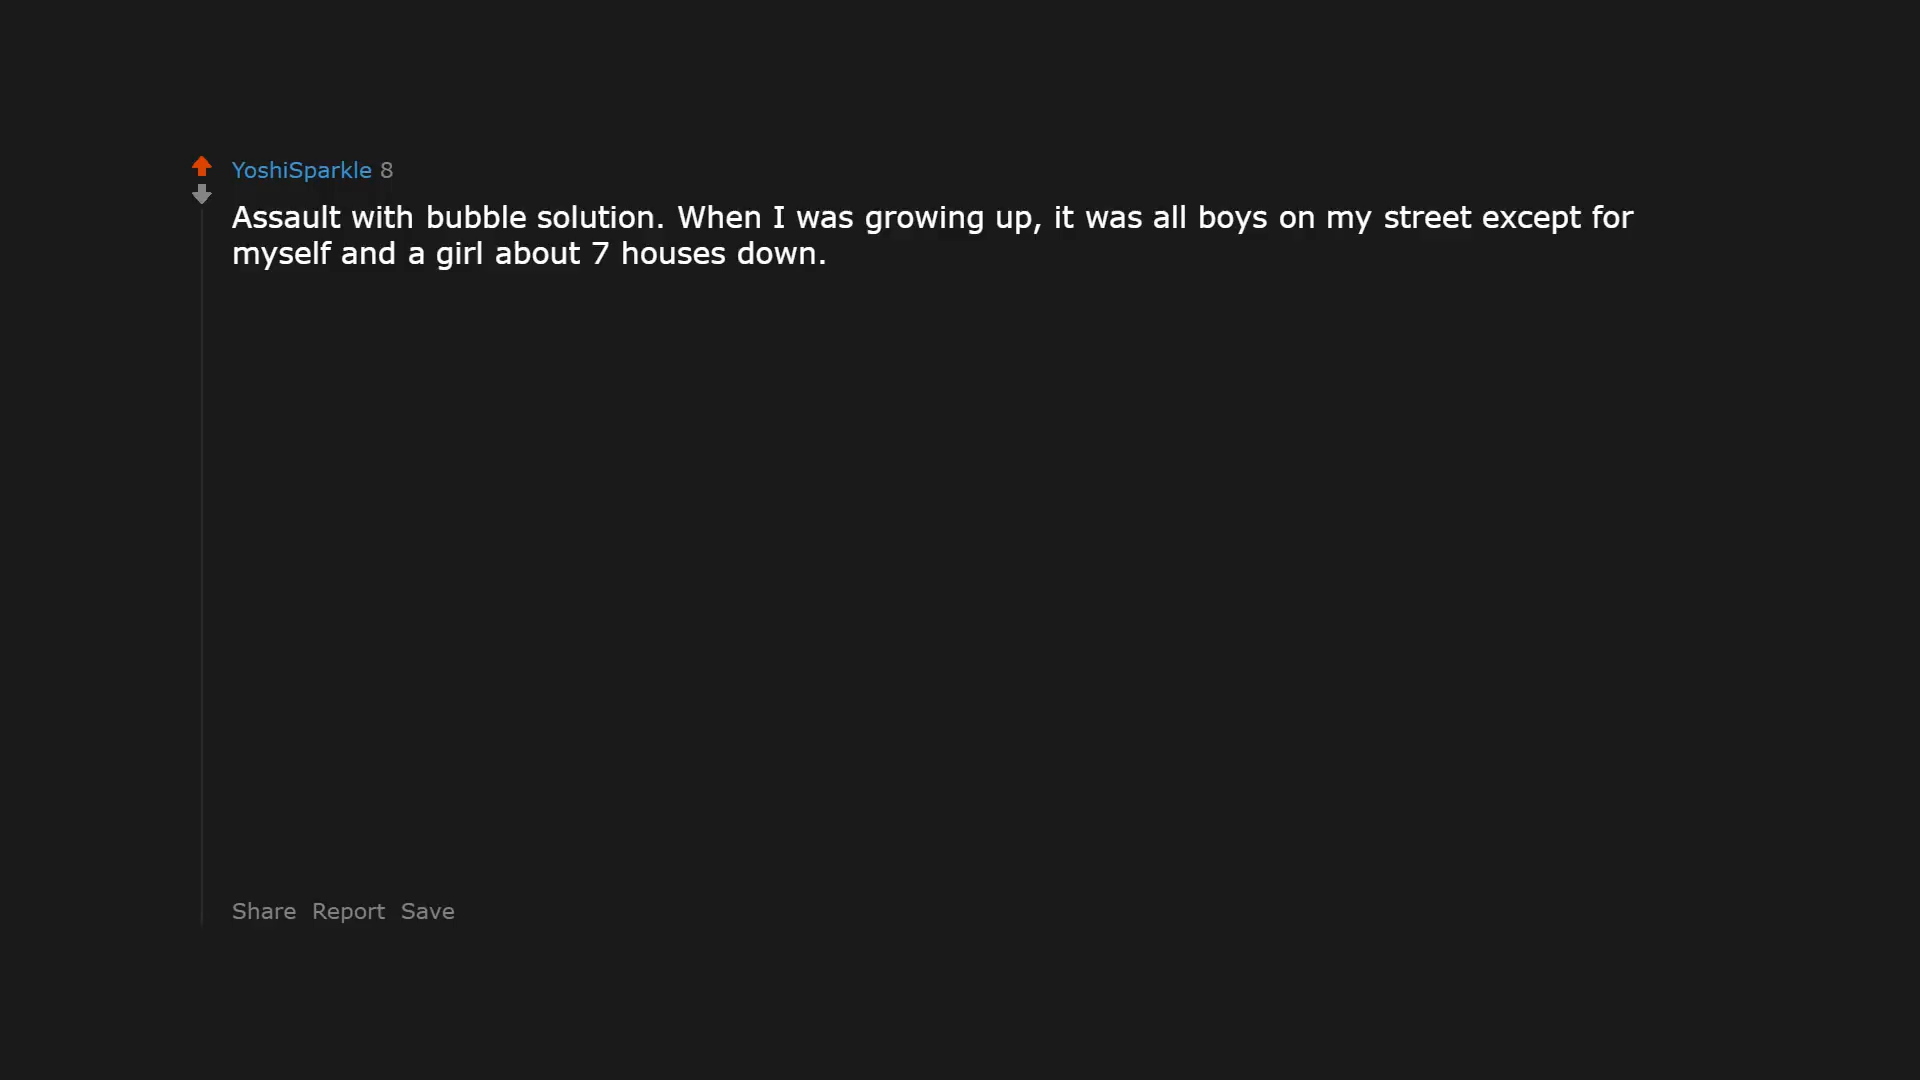 YoshiSparkle 8
Assault with bubble solution. When I was growing up, it was all boys on my street except for
myself and a girl about 7 houses down.
Share Report Save